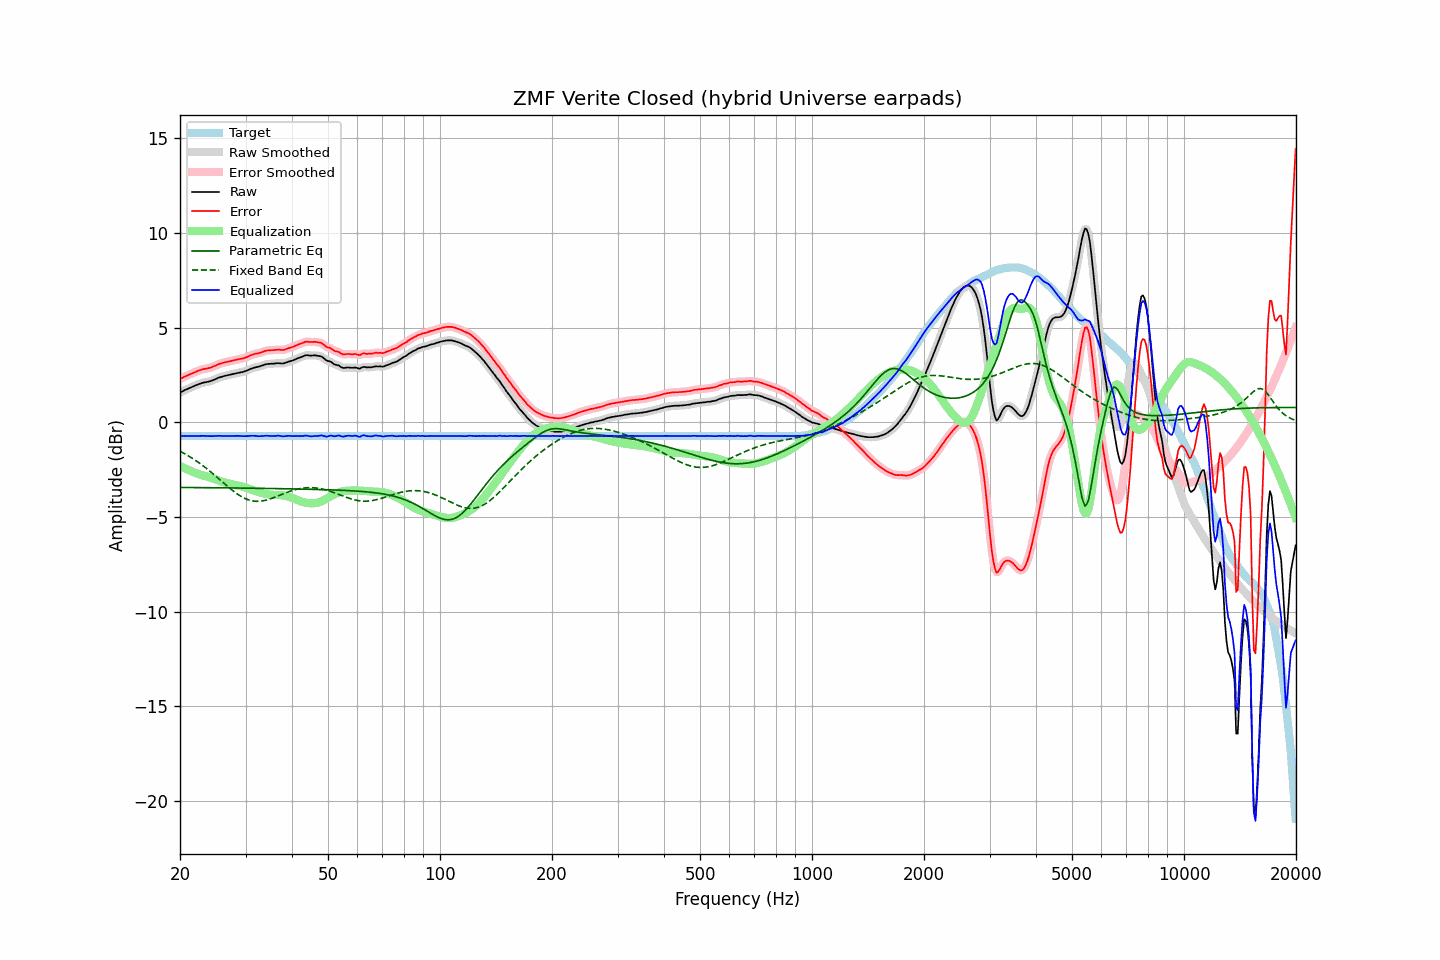 ZMF Verite Closed (hybrid Universe earpads)
Target
Raw Smoothed
Error Smoothed
Raw
Error
Equalization
Parametric Eq
Fixed Band Eq
Equalized
15
10
5
0
−5
−10
−15
−20
Amplitude (dBr)
20 50 100 200 500 1000 2000 5000 10000 20000
Frequency (Hz)